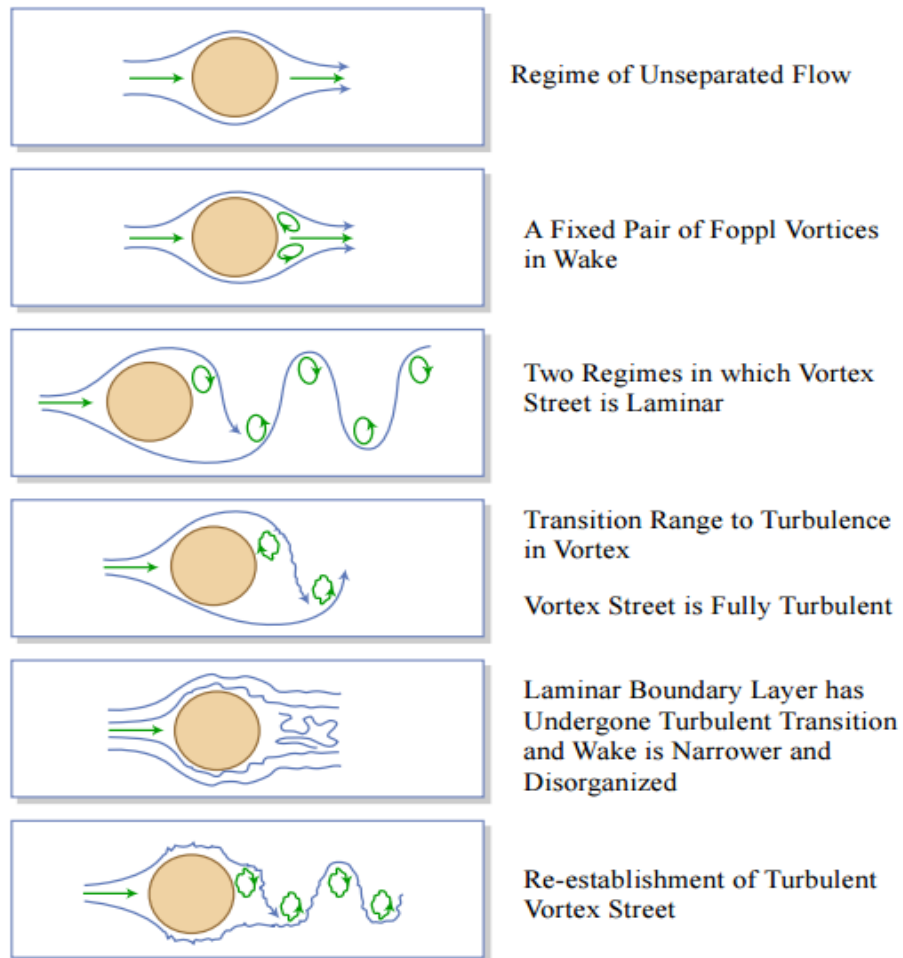 Regime of Unseparated Flow
A Fixed Pair of Foppl Vortices
in Wake
Two Regimes in which Vortex
Street is Laminar
Transition Range to Turbulence
in Vortex
Vortex Street is Fully Turbulent
Laminar Boundary Layer has
Undergone Turbulent Transition
and Wake is Narrower and
Disorganized
Re-establishment of Turbulent
Vortex Street